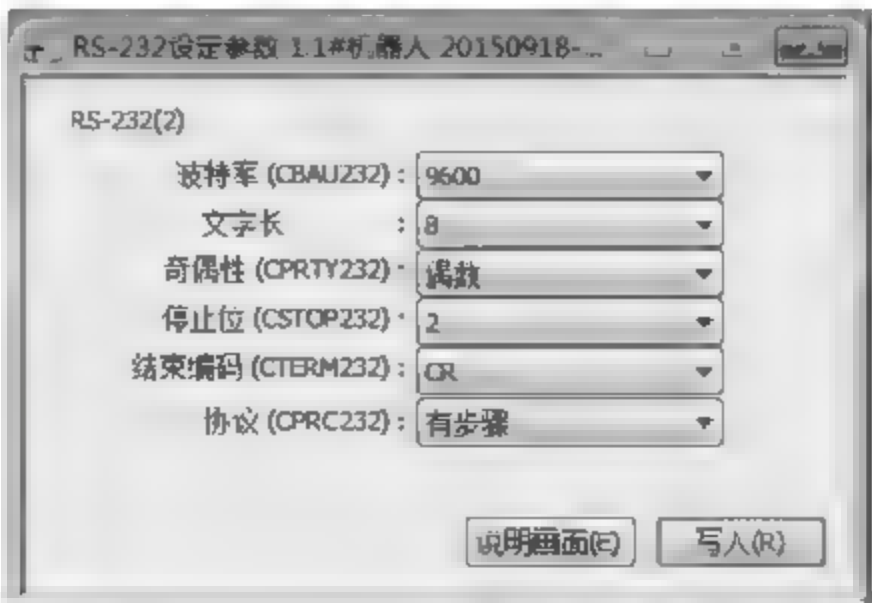 RS-232设定参数 1:1#机器人 20150918-...
RS-232(2)
波特率 (CBAU232) : 9600
文字长 : 8
奇偶性 (CPRTY232) : 偶数
停止位 (CSTOP232) : 2
结束编码 (CTERM232) : CR
协议 (CPRC232) : 有步骤
说明画面(E) 写入(R)